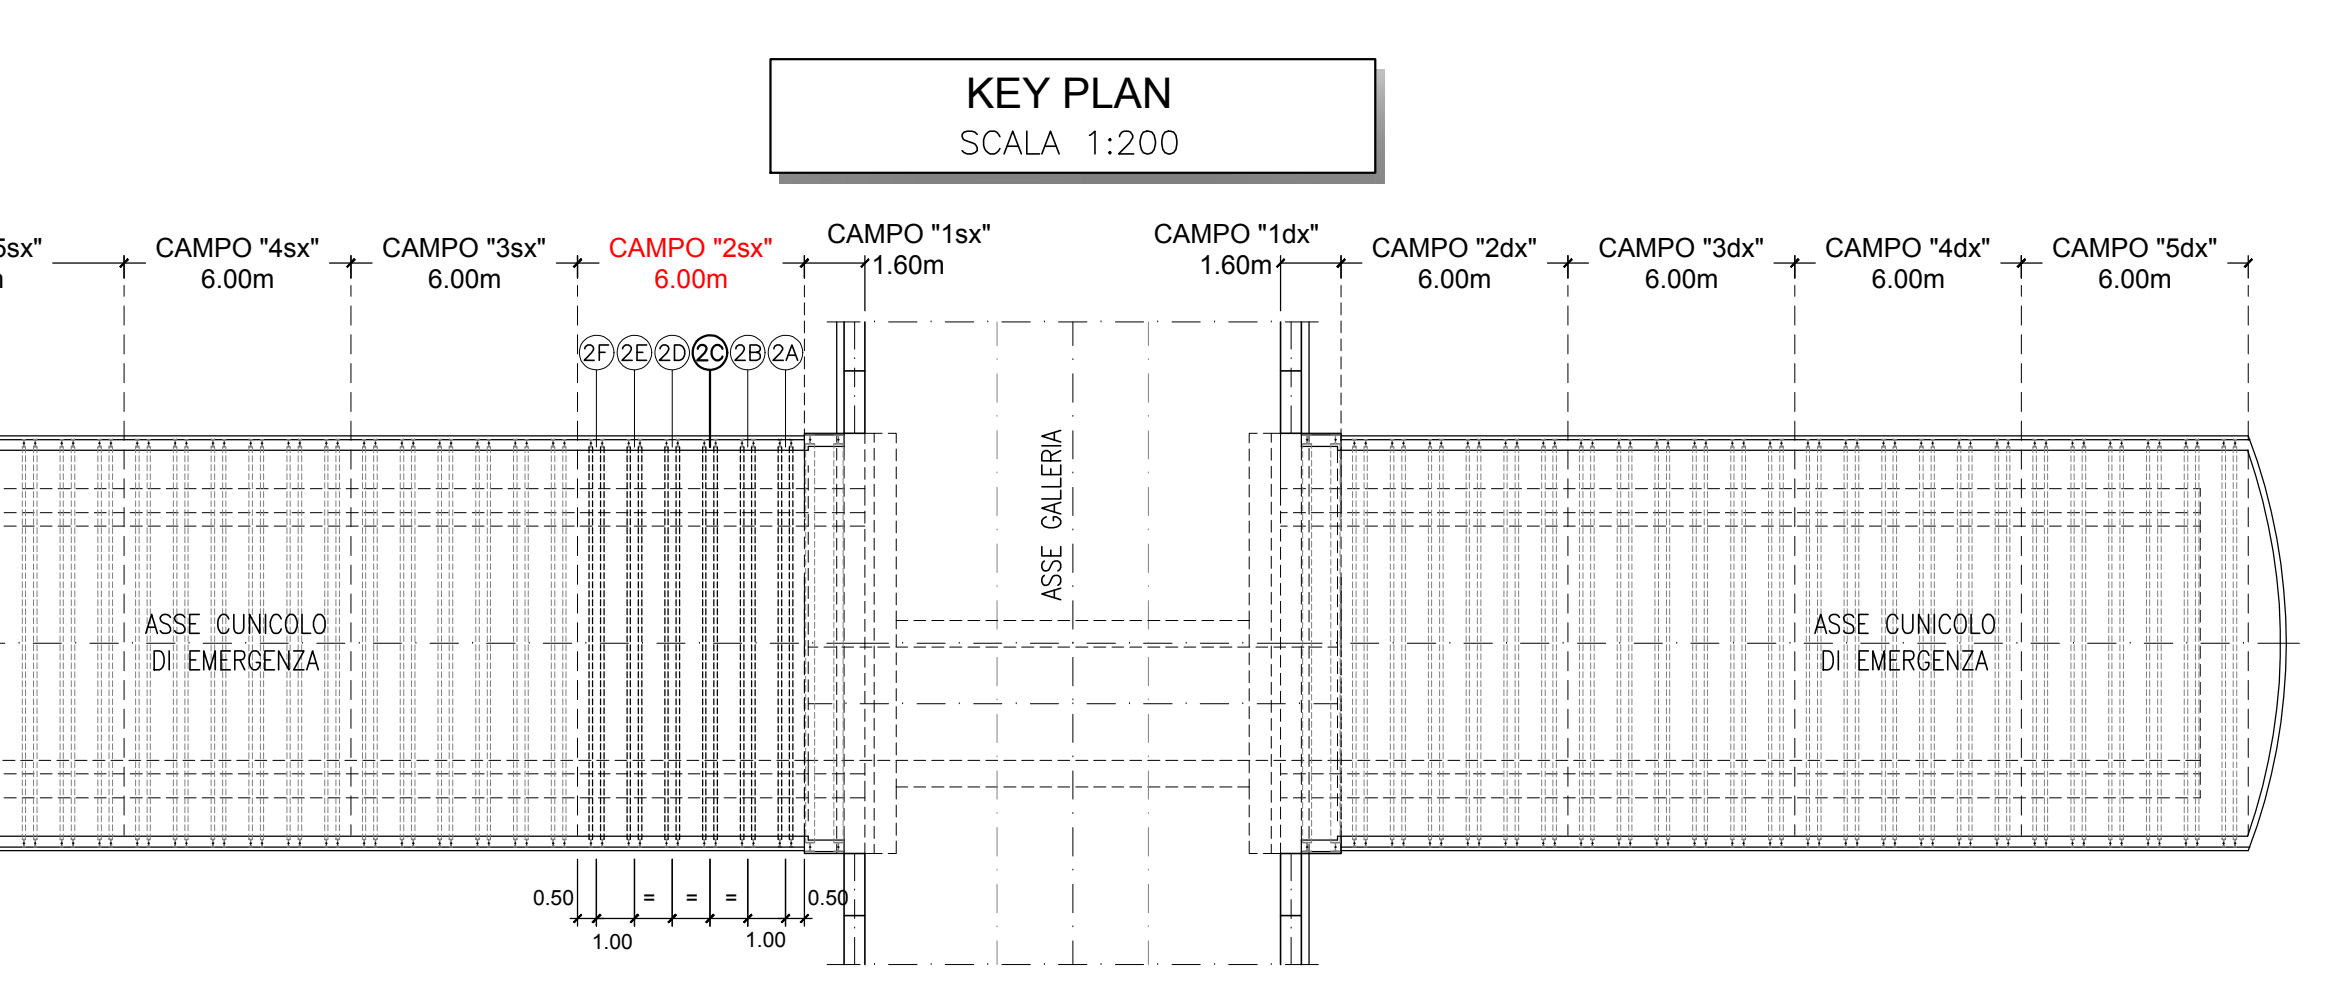 KEY PLAN
SCALA 1:200
5sx"
CAMPO "4sx"
6.00m
CAMPO "3sx"
6.00m
CAMPO "2sx"
6.00m
CAMPO "1sx"
1.60m
CAMPO "1dx"
1.60m
CAMPO "2dx"
6.00m
CAMPO "3dx"
6.00m
CAMPO "4dx"
6.00m
CAMPO "5dx"
6.00m
2F 2E 2D 2C 2B 2A
ASSE GALLERIA
ASSE CUNICOLO
DI EMERGENZA
ASSE CUNICOLO
DI EMERGENZA
0.50 = = = 0.50
1.00 1.00